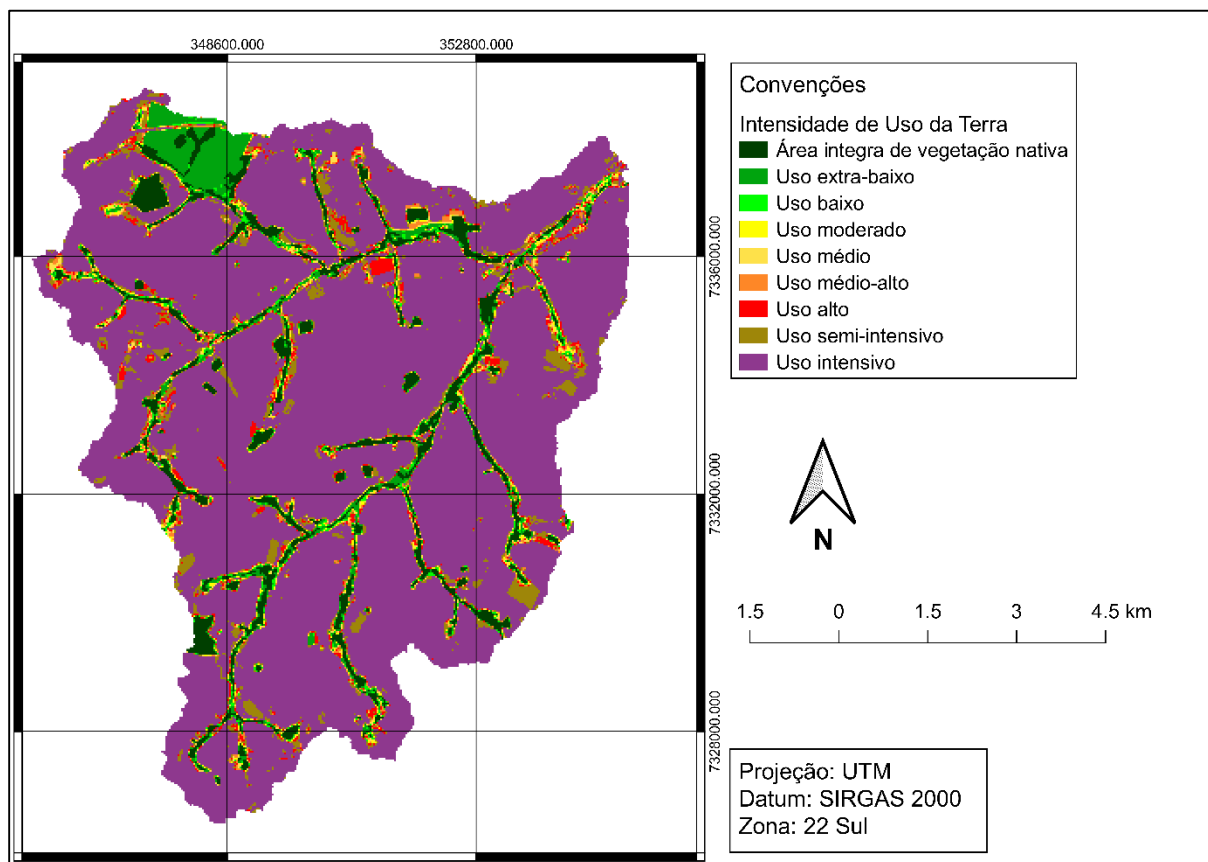 348600.000
352800.000
Convenções
Intensidade de Uso da Terra
Área integra de vegetação nativa
Uso extra-baixo
Uso baixo
Uso moderado
Uso médio
Uso médio-alto
Uso alto
Uso semi-intensivo
Uso intensivo
7336000.000
7332000.000
7328000.000
N
1.5 0 1.5 3 4.5 km
Projeção: UTM
Datum: SIRGAS 2000
Zona: 22 Sul